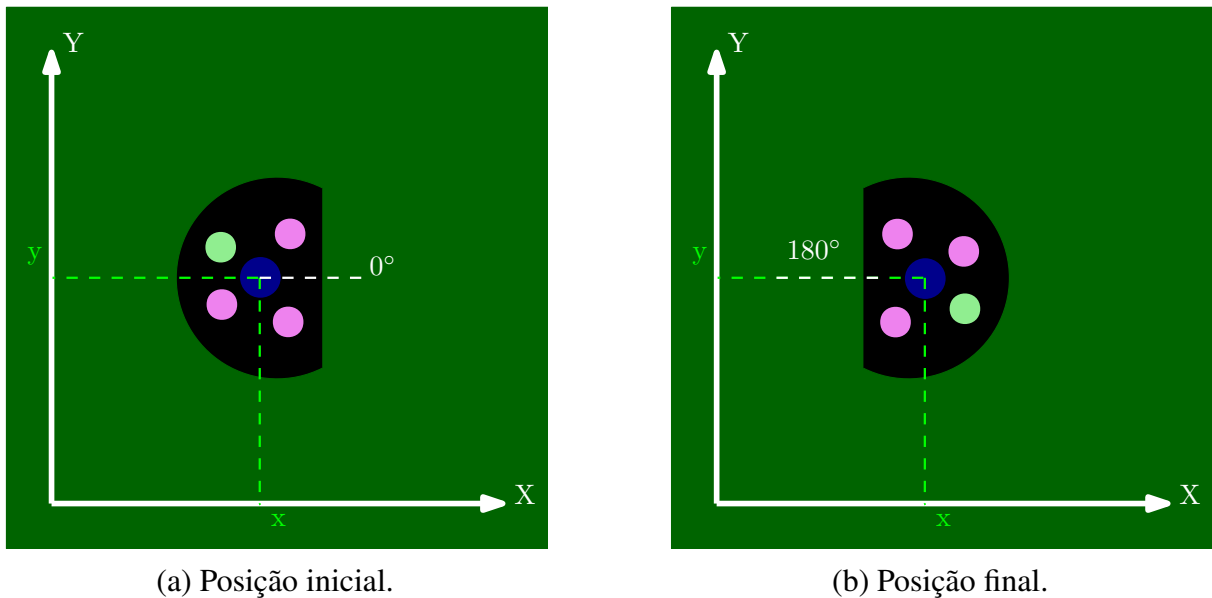 Y
y
0°
X
x
(a) Posição inicial.
Y
y
180°
X
x
(b) Posição final.